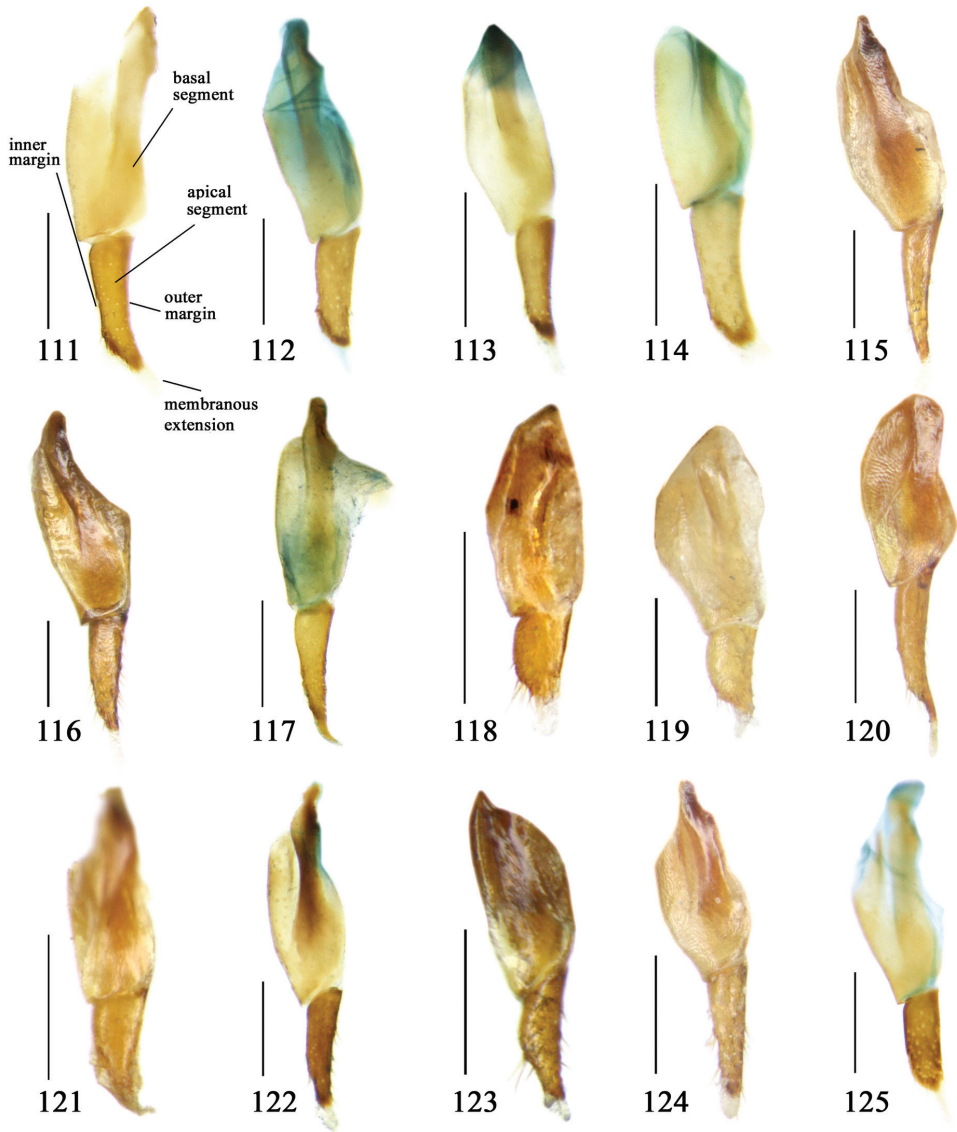 basal
segment
inner
margin
apical
segment
outer
margin
111
112
113
114
115
membranous
extension
116
117
118
119
120
121
122
123
124
125